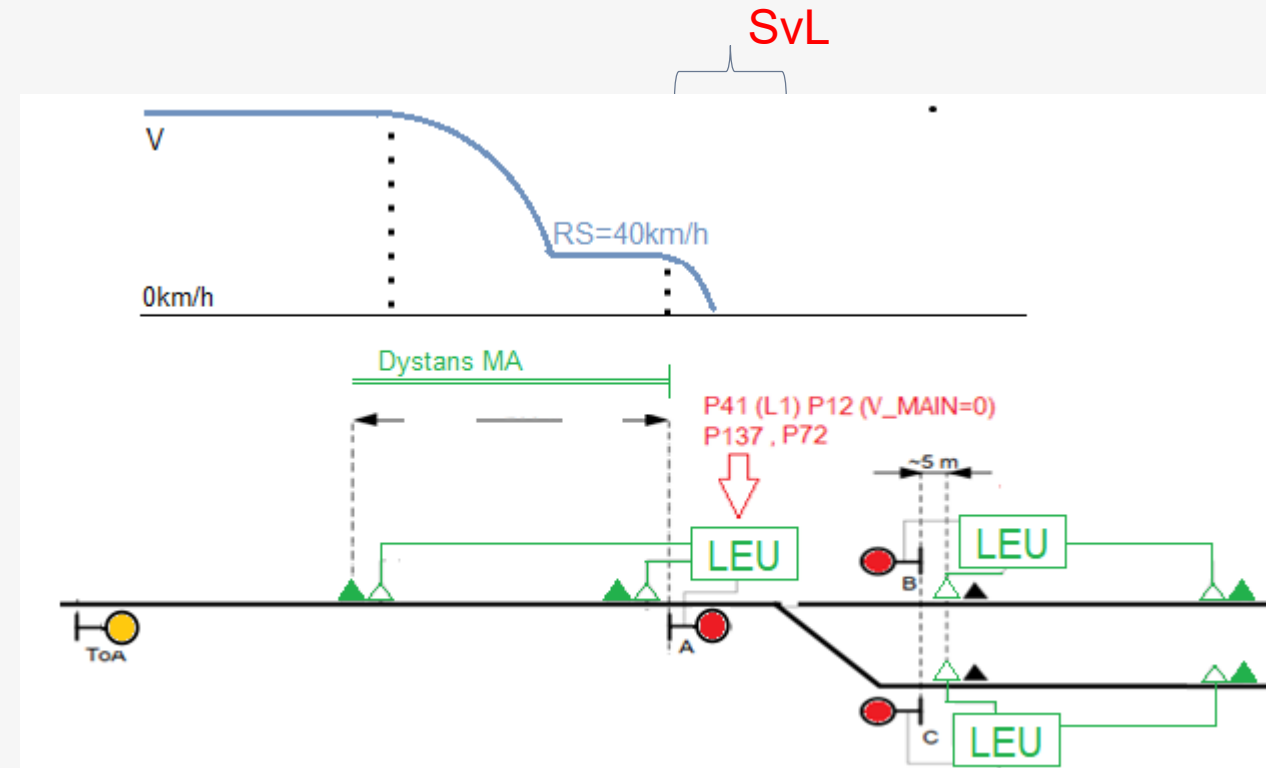 SvL
V
RS=40km/h
0km/h
Dystans MA
P41 (L1) P12 (V_MAIN=0)
P137 , P72
~5 m
LEU
LEU
B
ToA
A
C
LEU